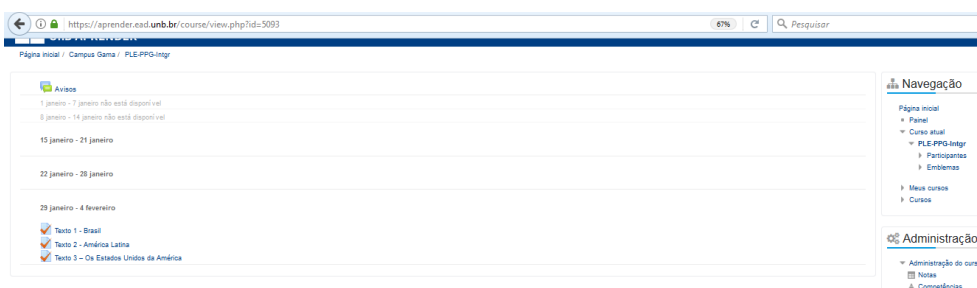 https://aprender.ead.unb.br/course/view.php?id=5093
67%
Pesquisar
Página inicial / Campus Gama / PLE-PPG-Intgr
Avisos
1 janeiro - 7 janeiro não está disponível
8 janeiro - 14 janeiro não está disponível
15 janeiro - 21 janeiro
22 janeiro - 28 janeiro
29 janeiro - 4 fevereiro
Texto 1 - Brasil
Texto 2 - América Latina
Texto 3 – Os Estados Unidos da América
Navegação
Página inicial
Painel
Curso atual
PLE-PPG-Intgr
Participantes
Emblemas
Meus cursos
Cursos
Administração
Administração do curs
Notas
Competências